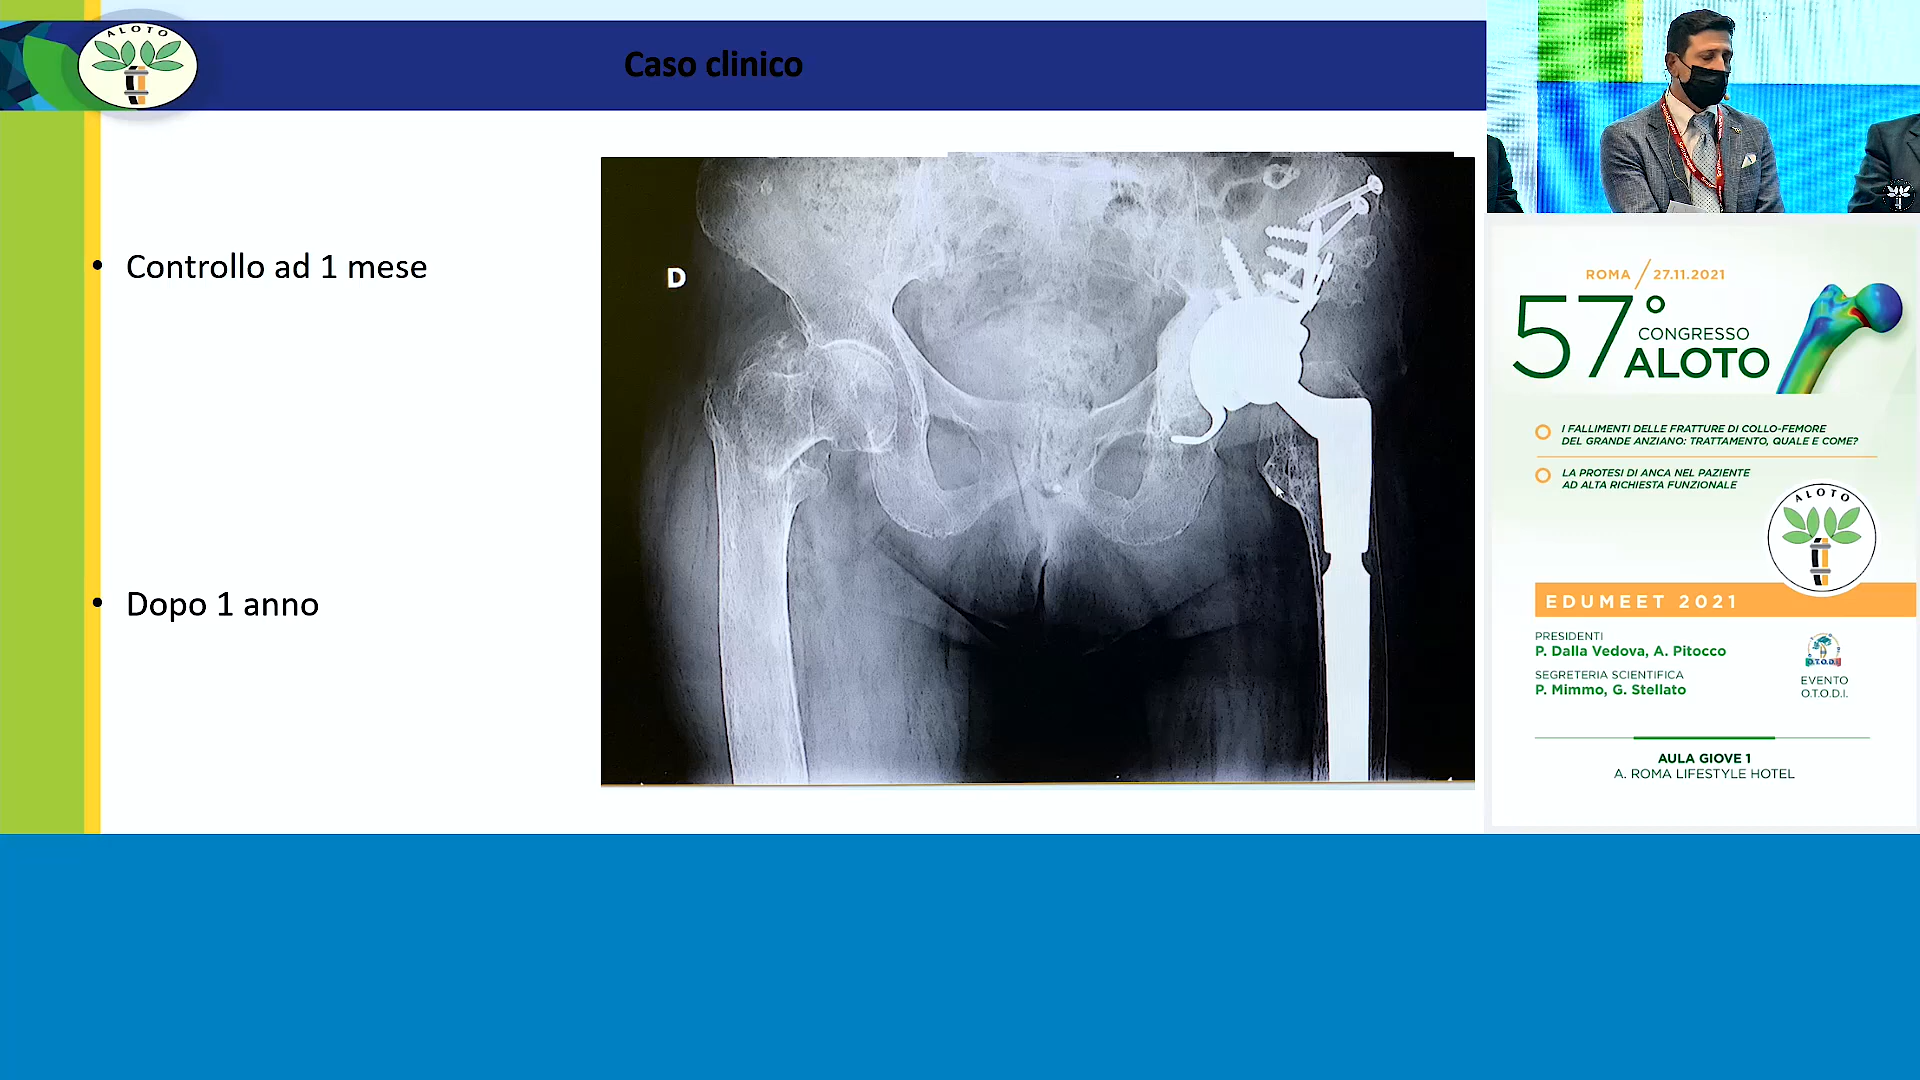 ALOTO
Caso clinico
• Controllo ad 1 mese
• Dopo 1 anno
D
ROMA / 27.11.2021
57°
CONGRESSO
ALOTO
I FALLIMENTI DELLE FRATTURE DI COLLO-FEMORE
DEL GRANDE ANZIANO: TRATTAMENTO, QUALE E COME?
LA PROTESI DI ANCA NEL PAZIENTE
AD ALTA RICHIESTA FUNZIONALE
ALOTO
EDUMEET 2021
PRESIDENTI
P. Dalla Vedova, A. Pitocco
SEGRETERIA SCIENTIFICA
P. Mimmo, G. Stellato
O.T.O.D.I.
EVENTO
O.T.O.D.I.
AULA GIOVE 1
A. ROMA LIFESTYLE HOTEL